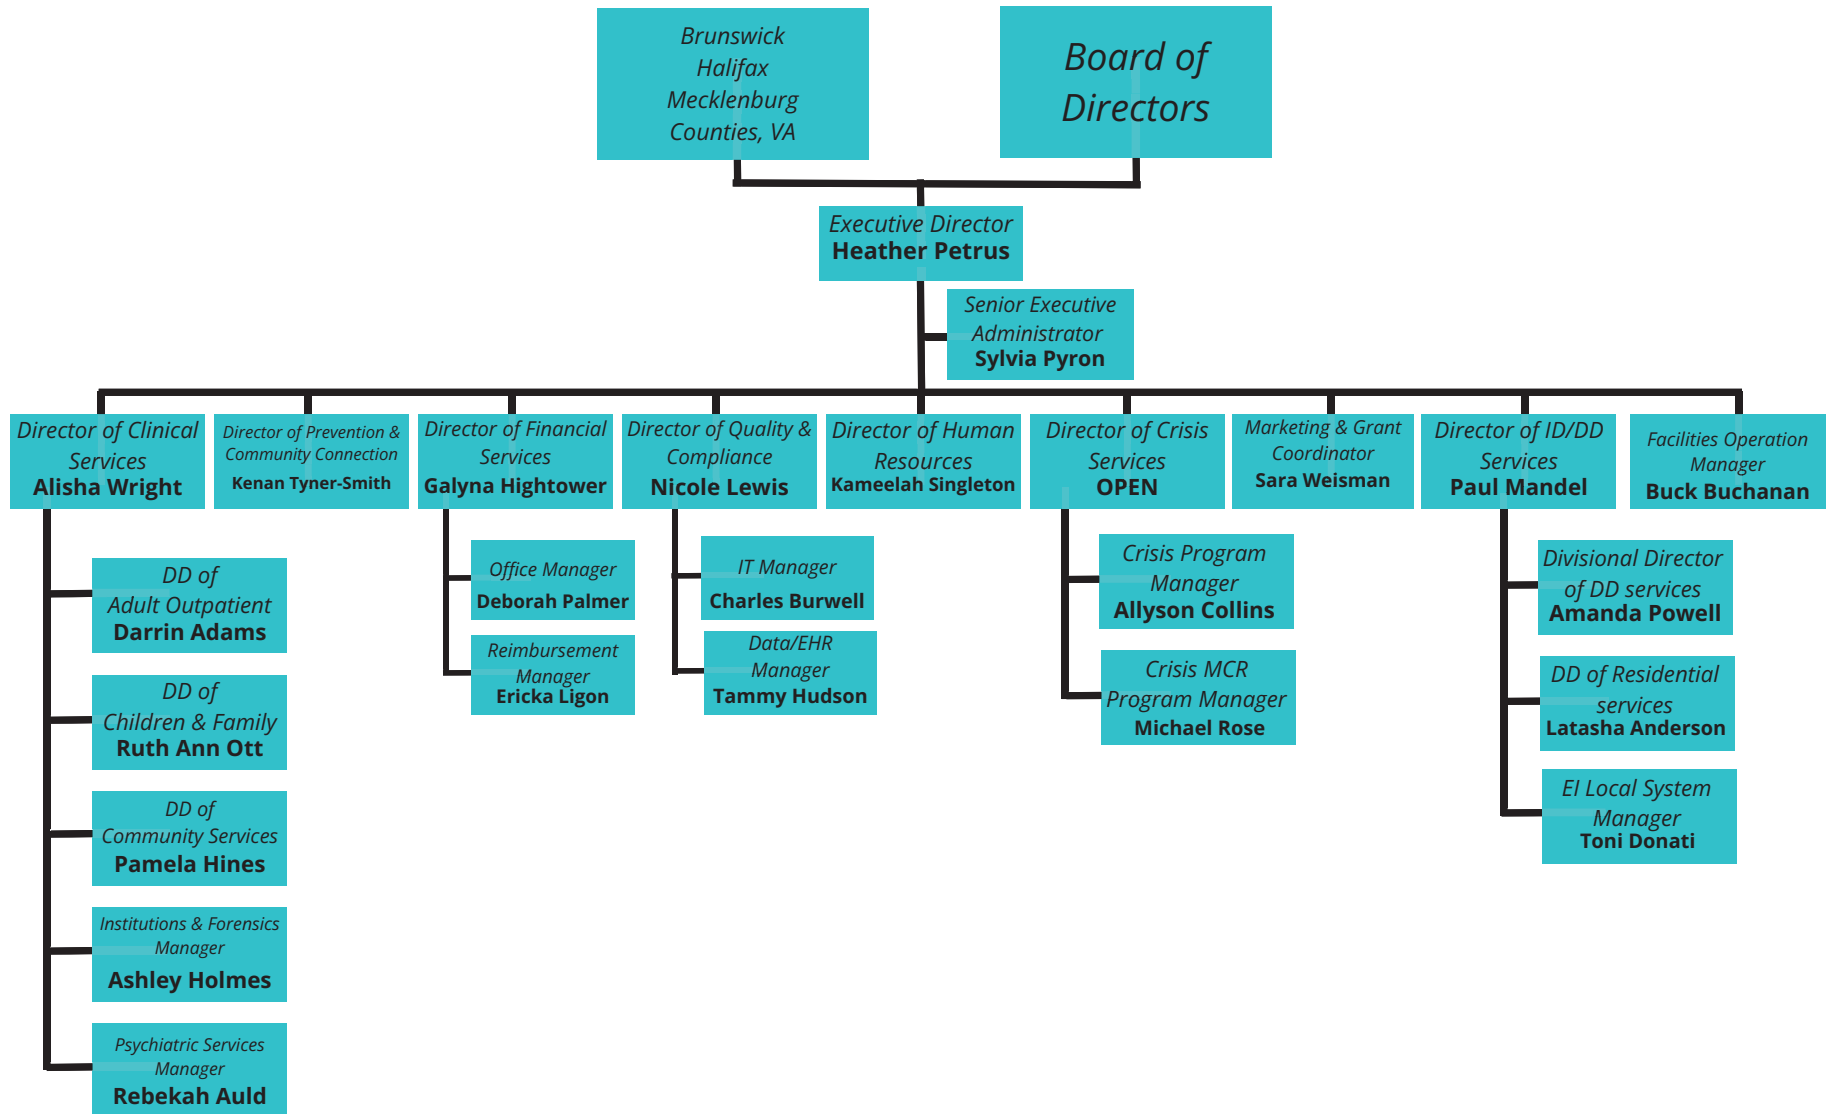 Brunswick
Halifax
Mecklenburg
Counties, VA
Board of
Directors
Executive Director
Heather Petrus
Senior Executive
Administrator
Sylvia Pyron
Director of Clinical
Services
Alisha Wright
Director of Prevention &
Community Connection
Kenan Tyner-Smith
Director of Financial
Services
Galyna Hightower
Director of Quality &
Compliance
Nicole Lewis
Director of Human
Resources
Kameelah Singleton
Director of Crisis
Services
OPEN
Marketing & Grant
Coordinator
Sara Weisman
Director of ID/DD
Services
Paul Mandel
Facilities Operation
Manager
Buck Buchanan
DD of
Adult Outpatient
Darrin Adams
DD of
Children & Family
Ruth Ann Ott
DD of
Community Services
Pamela Hines
Institutions & Forensics
Manager
Ashley Holmes
Psychiatric Services
Manager
Rebekah Auld
Office Manager
Deborah Palmer
Reimbursement
Manager
Ericka Ligon
IT Manager
Charles Burwell
Data/EHR
Manager
Tammy Hudson
Crisis Program
Manager
Allyson Collins
Crisis MCR
Program Manager
Michael Rose
Divisional Director
of DD services
Amanda Powell
DD of Residential
services
Latasha Anderson
EI Local System
Manager
Toni Donati